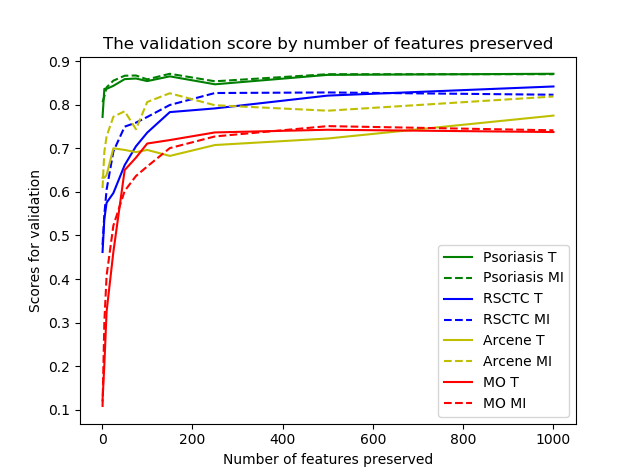 The validation score by number of features preserved
Scores for validation
0.9
0.8
0.7
0.6
0.5
0.4
0.3
0.2
0.1
0
200
400
600
800
1000
Number of features preserved
Psoriasis T
Psoriasis MI
RSCTC T
RSCTC MI
Arcene T
Arcene MI
MO T
MO MI